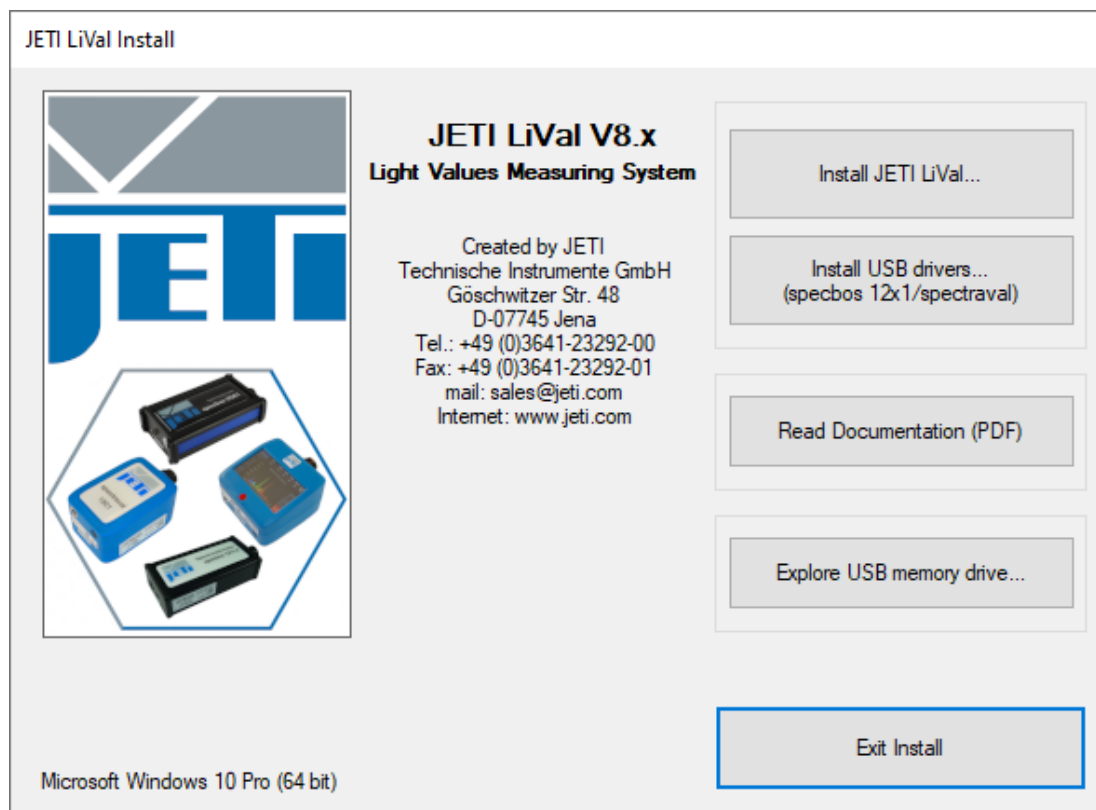 JETI LiVal Install
JETI
JETI LiVal V8.x
Light Values Measuring System
Created by JETI
Technische Instrumente GmbH
Göschwitzer Str. 48
D-07745 Jena
Tel.: +49 (0)3641-23292-00
Fax: +49 (0)3641-23292-01
mail: sales@jeti.com
Internet: www.jeti.com
Install JETI LiVal...
Install USB drivers...
(specbos 12x1/spectraval)
Read Documentation (PDF)
Explore USB memory drive...
Exit Install
Microsoft Windows 10 Pro (64 bit)